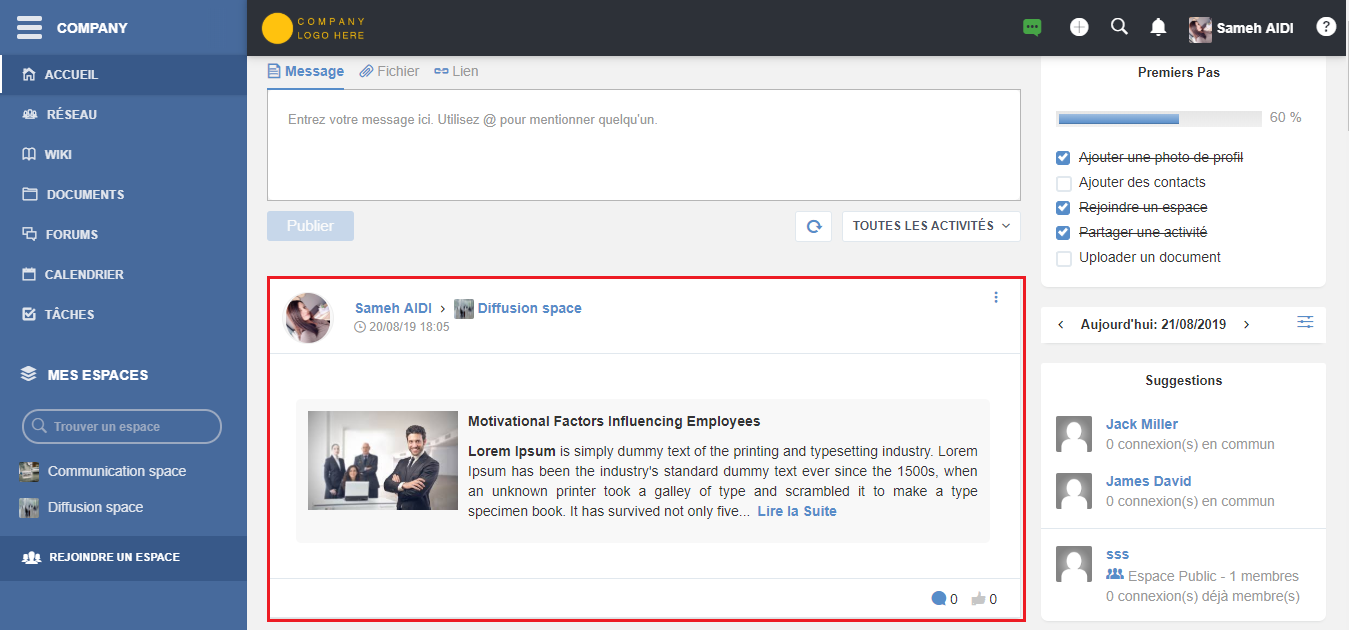 COMPANY
COMPANY
LOGO HERE
Sameh AIDI
ACCUEIL
RÉSEAU
WIKI
DOCUMENTS
FORUMS
CALENDRIER
TÂCHES
MES ESPACES
Trouver un espace
Communication space
Diffusion space
REJOINDRE UN ESPACE
Message Fichier Lien
Entrez votre message ici. Utilisez @ pour mentionner quelqu'un.
Publier
TOUTES LES ACTIVITÉS
Sameh AIDI > Diffusion space
20/08/19 18:05
Motivational Factors Influencing Employees
Lorem Ipsum is simply dummy text of the printing and typesetting industry. Lorem
Ipsum has been the industry's standard dummy text ever since the 1500s, when
an unknown printer took a galley of type and scrambled it to make a type
specimen book. It has survived not only five... Lire la Suite
0 0
Premiers Pas
60 %
Ajouter une photo de profil
Ajouter des contacts
Rejoindre un espace
Partager une activité
Uploader un document
Aujourd'hui: 21/08/2019
Suggestions
Jack Miller
0 connexion(s) en commun
James David
0 connexion(s) en commun
sss
Espace Public - 1 membres
0 connexion(s) déjà membre(s)